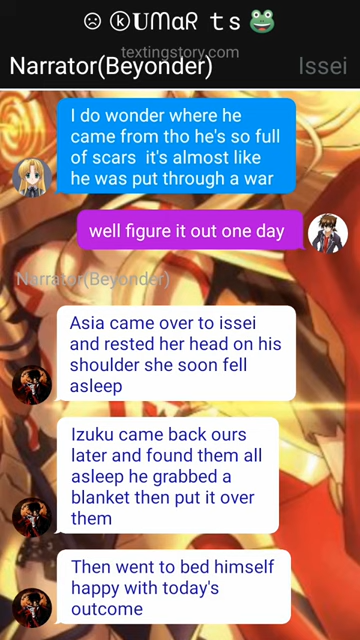 ☹ ⓚ𝐔ᗰᗩᖇ ｔｓ 🐸
textingstory.com
Narrator(Beyonder)
Issei
I do wonder where he
came from tho he's so full
of scars  it's almost like
he was put through a war
well figure it out one day
Narrator(Beyonder)
Asia came over to issei
and rested her head on his
shoulder she soon fell
asleep
Izuku came back ours
later and found them all
asleep he grabbed a
blanket then put it over
them
Then went to bed himself
happy with today's
outcome